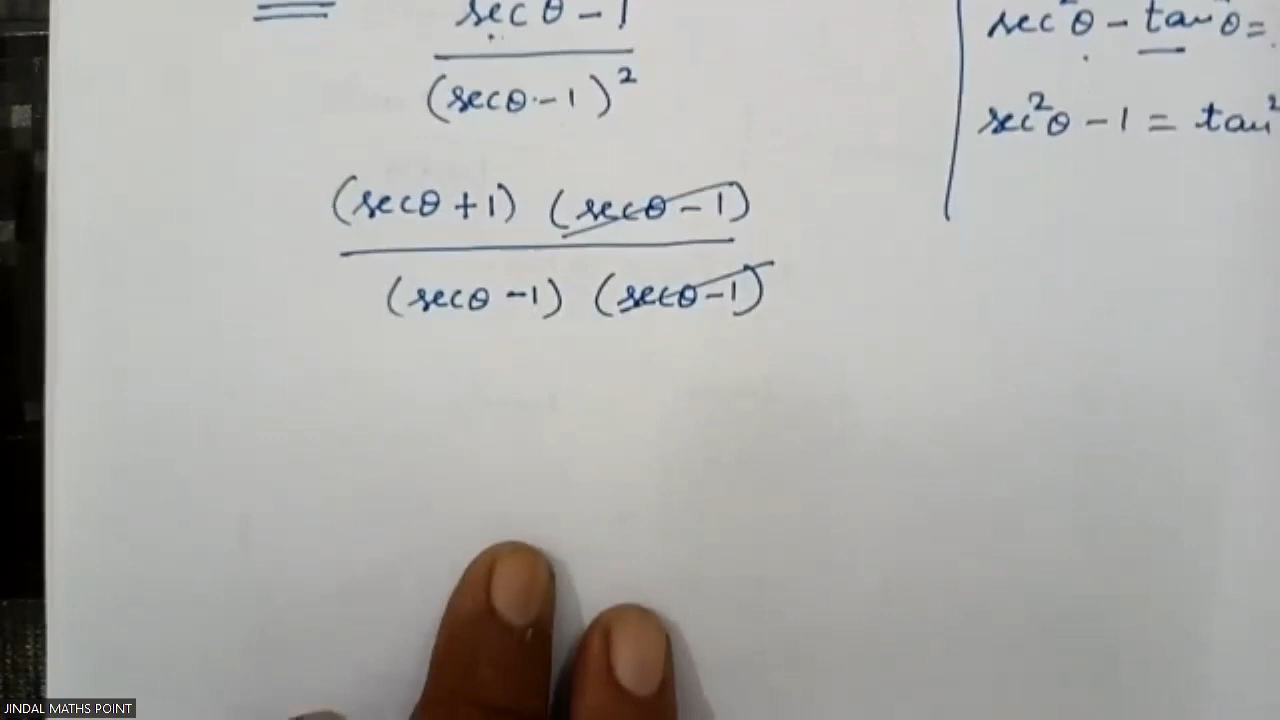 secθ - 1
(secθ - 1)²
(secθ + 1) (secθ - 1)
(secθ - 1) (secθ - 1)
sec²θ - tan²θ =
sec²θ - 1 = tan²
JINDAL MATHS POINT